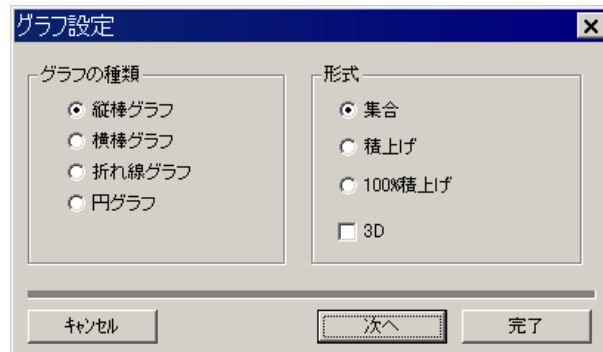 グラフ設定
グラフの種類
縦棒グラフ
横棒グラフ
折れ線グラフ
円グラフ
形式
集合
積上げ
100%積上げ
3D
キャンセル
次へ
完了